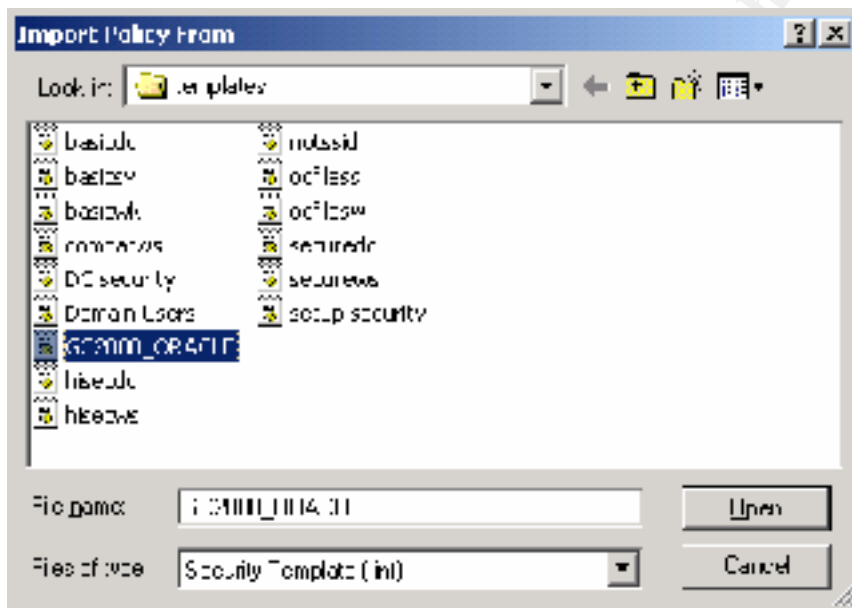 Import Policy From
Look in: templates
basicdc
basicsv
basicwk
compatws
DC security
Domain Users
hisecdc
hisecws
notssid
ocfiless
ocfilesw
securedc
securews
setup security
File name:
Open
Files of type
Security Template (.inf)
Cancel